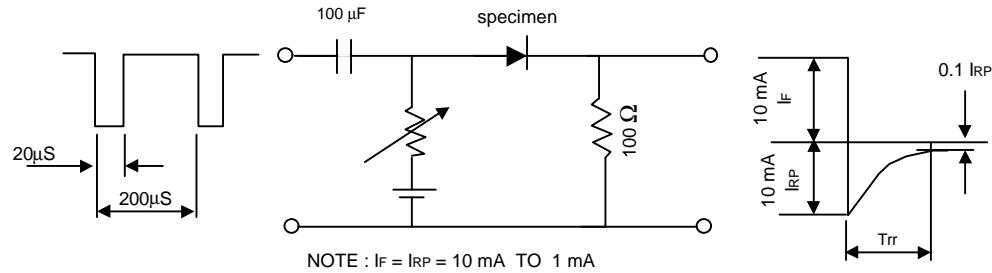 100 µF
specimen
20µS
200µS
100 Ω
10 mA
IF
10 mA
IRP
0.1 IRP
Trr
NOTE : IF = IRP = 10 mA TO 1 mA